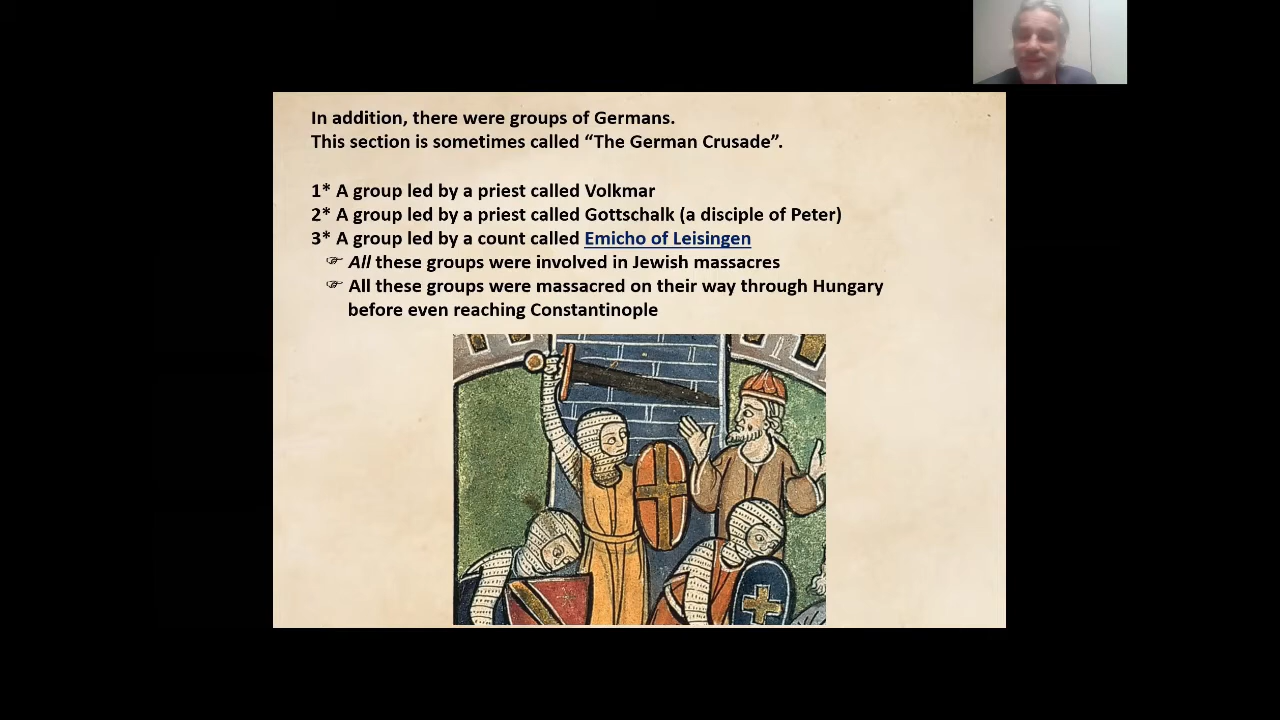 In addition, there were groups of Germans.
This section is sometimes called “The German Crusade”.
1* A group led by a priest called Volkmar
2* A group led by a priest called Gottschalk (a disciple of Peter)
3* A group led by a count called Emicho of Leisingen
☞ All these groups were involved in Jewish massacres
☞ All these groups were massacred on their way through Hungary
before even reaching Constantinople